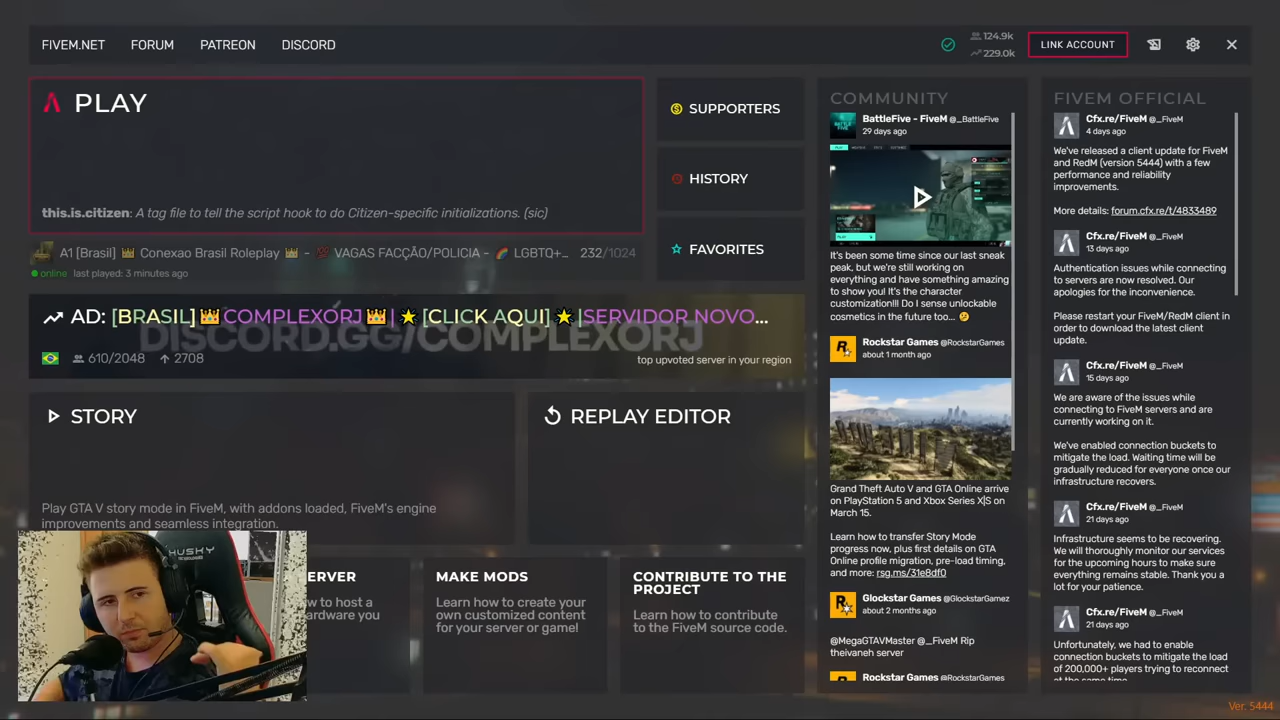 FIVEM.NET
FORUM
PATREON
DISCORD
124.9k
229.0k
LINK ACCOUNT
PLAY
this.is.citizen: A tag file to tell the script hook to do Citizen-specific initializations. (sic)
A1 [Brasil] 👑 Conexao Brasil Roleplay 👑 - 💯 VAGAS FACÇÃO/POLICIA - 🌈 LGBTQ+_ 232/1024
online last played: 3 minutes ago
SUPPORTERS
HISTORY
FAVORITES
AD: [BRASIL]👑COMPLEXORJ👑| 🌟[CLICK AQUI] 🌟|SERVIDOR NOVO...
DISCORD.GG/COMPLEXORJ
610/2048 2708
top upvoted server in your region
STORY
Play GTA V story mode in FiveM, with addons loaded, FiveM's engine
improvements and seamless integration.
REPLAY EDITOR
HUSKY
ERVER
w to host a
ardware you
MAKE MODS
Learn how to create your
own customized content
for your server or game!
CONTRIBUTE TO THE
PROJECT
Learn how to contribute
to the FiveM source code.
COMMUNITY
BattleFive - FiveM @_BattleFive
29 days ago
It's been some time since our last sneak
peak, but we're still working on
everything and have something amazing
to show you! It's the character
customization!!! Do I sense unlockable
cosmetics in the future too... 😕
Rockstar Games @RockstarGames
about 1 month ago
Grand Theft Auto V and GTA Online arrive
on PlayStation 5 and Xbox Series X|S on
March 15.
Learn how to transfer Story Mode
progress now, plus first details on GTA
Online profile migration, pre-load timing,
and more: rsg.ms/31e8df0
Glockstar Games @GlockstarGamez
about 2 months ago
@MegaGTAVMaster @_FiveM Rip
theivaneh server
Rockstar Games @RockstarGames
FIVEM OFFICIAL
Cfx.re/FiveM @_FiveM
4 days ago
We've released a client update for FiveM
and RedM (version 5444) with a few
performance and reliability
improvements.
More details: forum.cfx.re/t/4833489
Cfx.re/FiveM @_FiveM
13 days ago
Authentication issues while connecting
to servers are now resolved. Our
apologies for the inconvenience.
Please restart your FiveM/RedM client in
order to download the latest client
update.
Cfx.re/FiveM @_FiveM
15 days ago
We are aware of the issues while
connecting to FiveM servers and are
currently working on it.
We've enabled connection buckets to
mitigate the load. Waiting time will be
gradually reduced for everyone once our
infrastructure recovers.
Cfx.re/FiveM @_FiveM
21 days ago
Infrastructure seems to be recovering.
We will thoroughly monitor our services
for the upcoming hours to make sure
everything remains stable. Thank you a
lot for your patience.
Cfx.re/FiveM @_FiveM
21 days ago
Unfortunately, we had to enable
connection buckets to mitigate the load
of 200,000+ players trying to reconnect
at the same time.
Ver. 5444